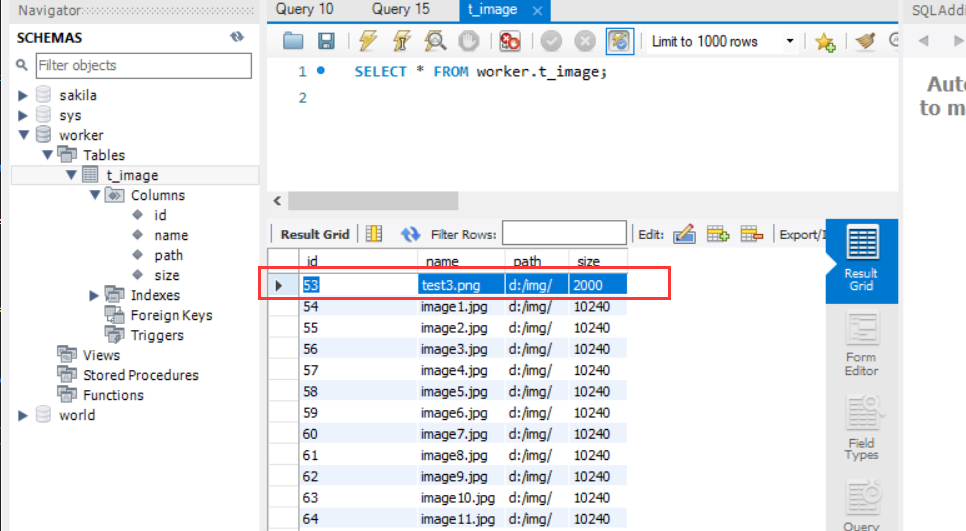 Navigator
Query 10
Query 15
t_image
SQLAddi
SCHEMAS
Filter objects
Limit to 1000 rows
sakila
sys
worker
Tables
t_image
Columns
id
name
path
size
Indexes
Foreign Keys
Triggers
Views
Stored Procedures
Functions
world
1 SELECT * FROM worker.t_image;
2
Auto
to m
Result Grid Filter Rows: Edit: Export/I
id name path size
53 test3.png d:/img/ 2000
54 image1.jpg d:/img/ 10240
55 image2.jpg d:/img/ 10240
56 image3.jpg d:/img/ 10240
57 image4.jpg d:/img/ 10240
58 image5.jpg d:/img/ 10240
59 image6.jpg d:/img/ 10240
60 image7.jpg d:/img/ 10240
61 image8.jpg d:/img/ 10240
62 image9.jpg d:/img/ 10240
63 image10.jpg d:/img/ 10240
64 image11.jpg d:/img/ 10240
Result
Grid
Form
Editor
Field
Types
Query